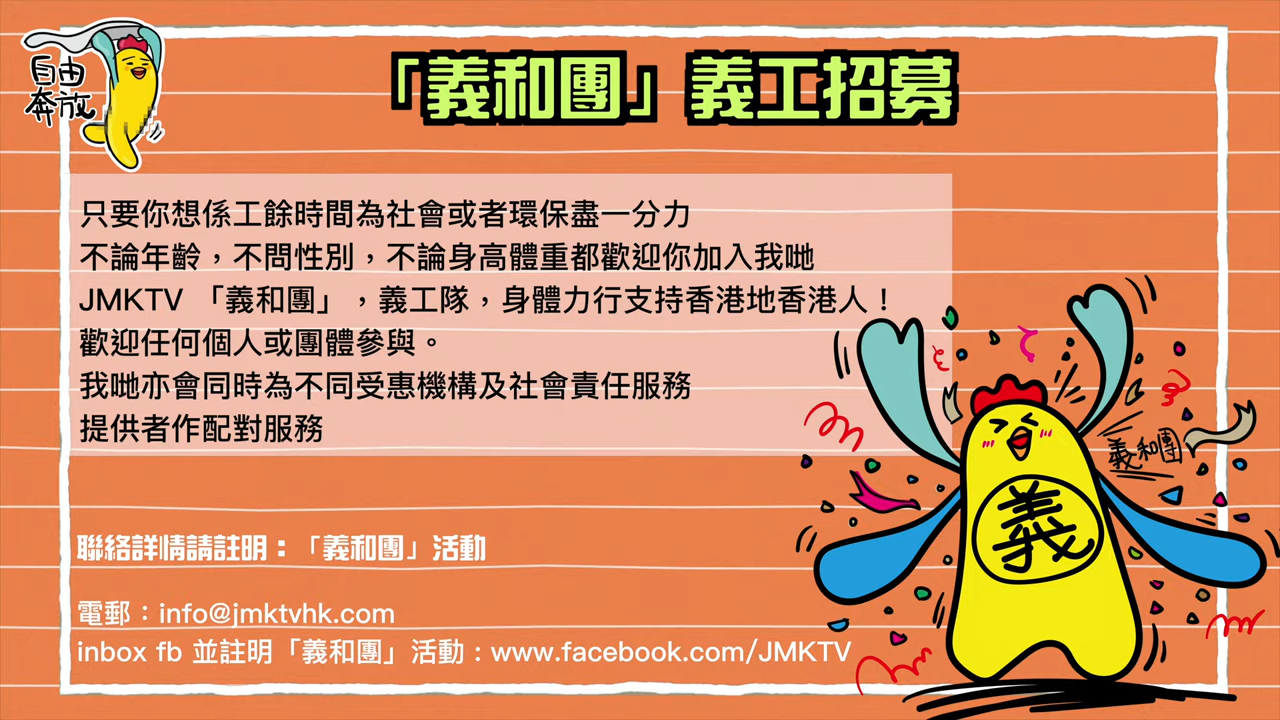 自由
奔放
「義和團」義工招募
只要你想係工餘時間為社會或者環保盡一分力
不論年齡，不問性別，不論身高體重都歡迎你加入我哋
JMKTV 「義和團」，義工隊，身體力行支持香港地香港人！
歡迎任何個人或團體參與。
我哋亦會同時為不同受惠機構及社會責任服務
提供者作配對服務
義和團
義
聯絡詳情請註明：「義和團」活動
電郵：info@jmktvhk.com
inbox fb 並註明「義和團」活動 : www.facebook.com/JMKTV